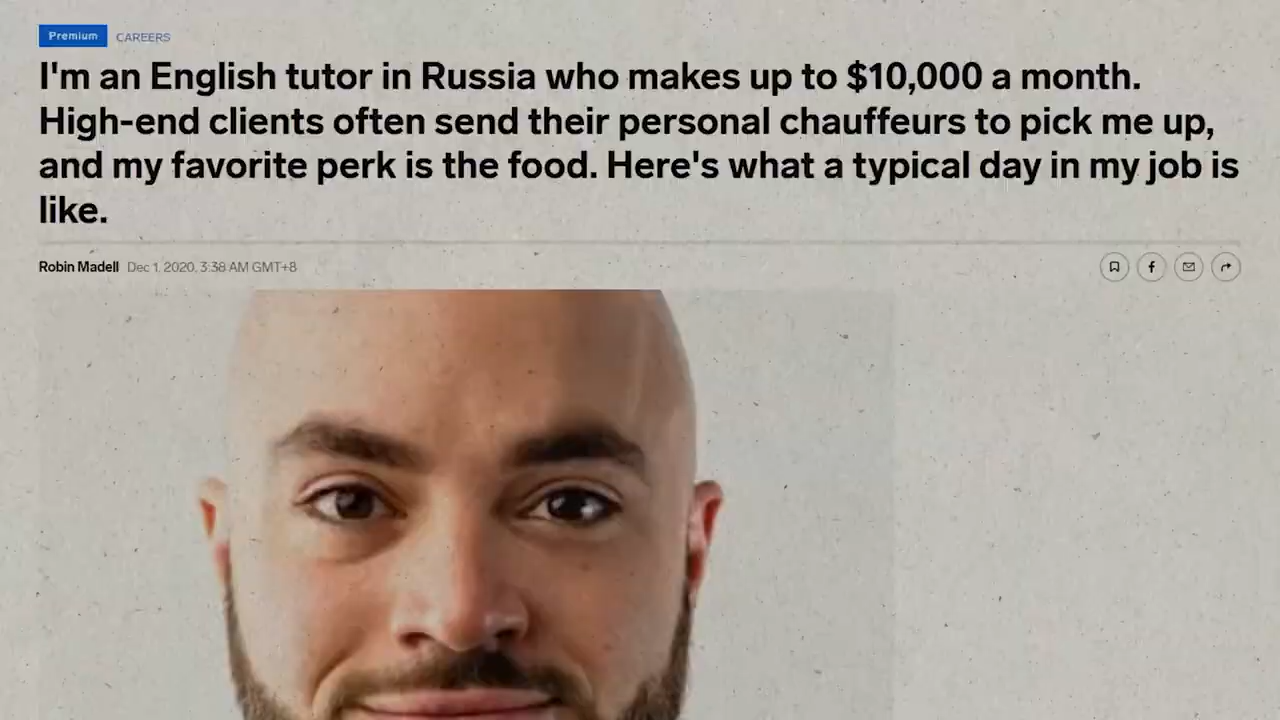 Premium CAREERS
I'm an English tutor in Russia who makes up to $10,000 a month.
High-end clients often send their personal chauffeurs to pick me up,
and my favorite perk is the food. Here's what a typical day in my job is
like.
Robin Madell Dec 1, 2020, 3:38 AM GMT+8